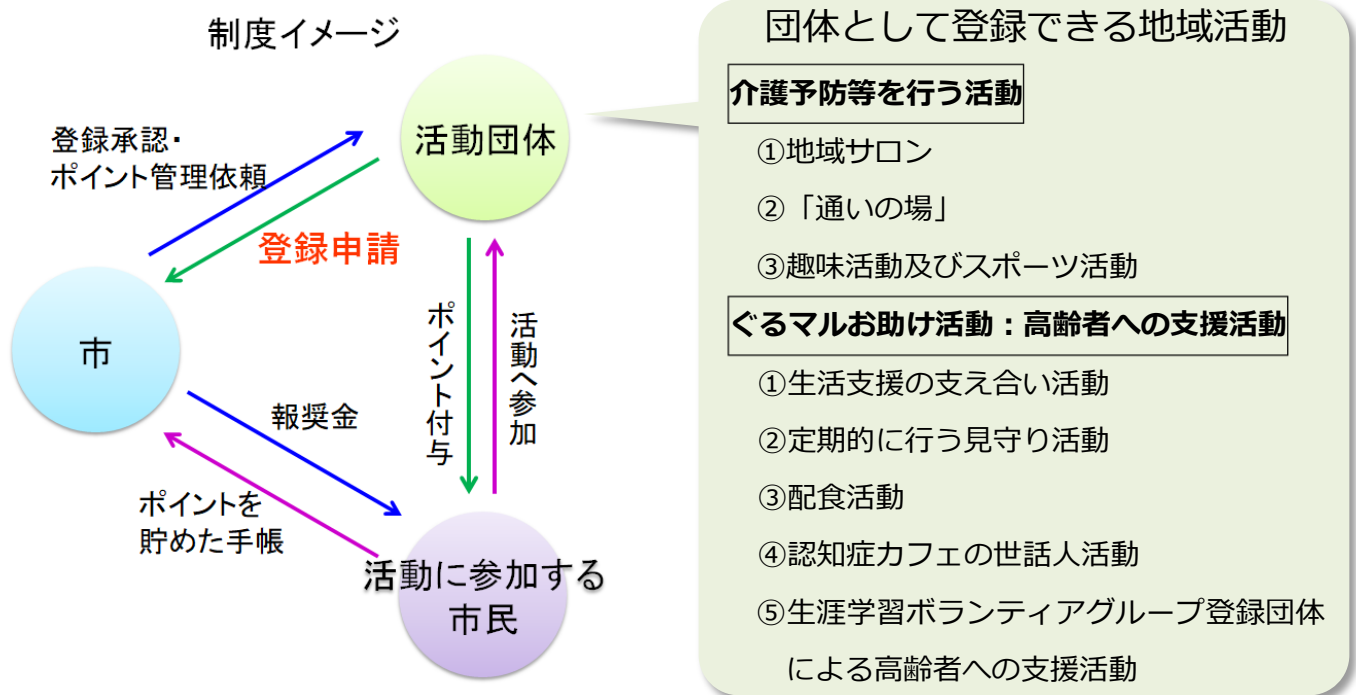 制度イメージ
活動団体
登録承認・
ポイント管理依頼
登録申請
市
ポイント付与
活動へ参加
報奨金
ポイントを
貯めた手帳
活動に参加する
市民
団体として登録できる地域活動
介護予防等を行う活動
①地域サロン
②「通いの場」
③趣味活動及びスポーツ活動
ぐるマルお助け活動：高齢者への支援活動
①生活支援の支え合い活動
②定期的に行う見守り活動
③配食活動
④認知症カフェの世話人活動
⑤生涯学習ボランティアグループ登録団体
による高齢者への支援活動